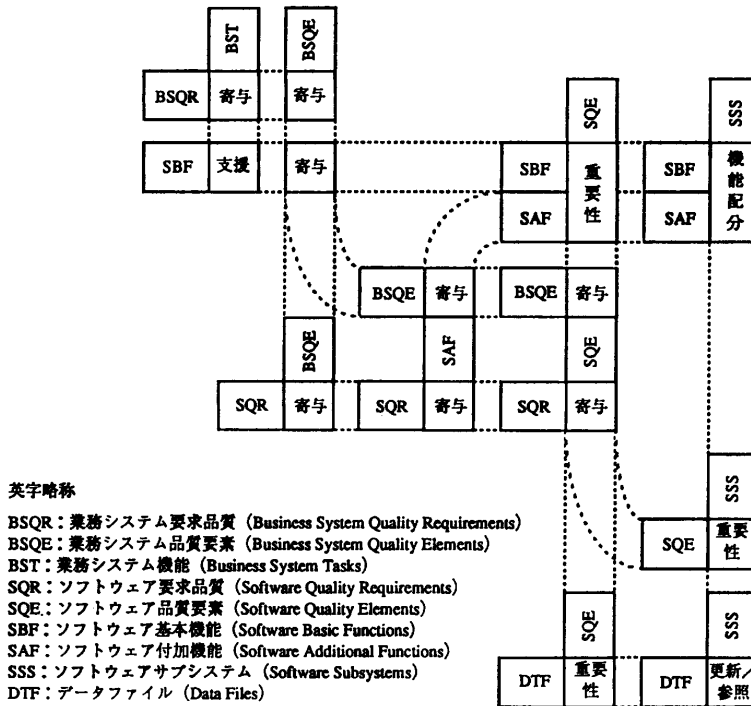 BST
BSQE
BSQR 寄与 寄与
SQE
SSS
SBF 支援 寄与
SBF
重要性
SBF
機能配分
SAF
SAF
BSQE 寄与
BSQE 寄与
BSQE
SAF
SQE
SQR 寄与
SQR 寄与
SQR 寄与
SSS
SQE 重要性
SQE
SSS
DTF 重要性
DTF 更新/参照
英字略称
BSQR：業務システム要求品質（Business System Quality Requirements）
BSQE：業務システム品質要素（Business System Quality Elements）
BST：業務システム機能（Business System Tasks）
SQR：ソフトウェア要求品質（Software Quality Requirements）
SQE：ソフトウェア品質要素（Software Quality Elements）
SBF：ソフトウェア基本機能（Software Basic Functions）
SAF：ソフトウェア付加機能（Software Additional Functions）
SSS：ソフトウェアサブシステム（Software Subsystems）
DTF：データファイル（Data Files）